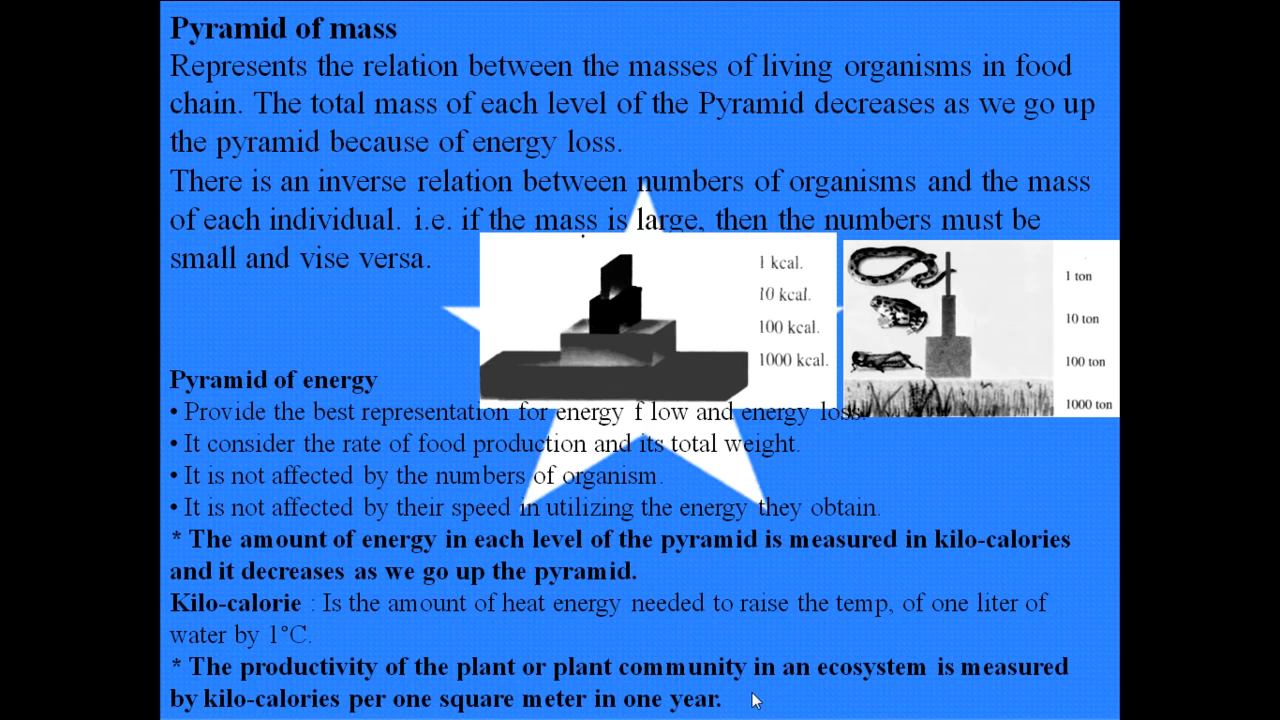 Pyramid of mass
Represents the relation between the masses of living organisms in food
chain. The total mass of each level of the Pyramid decreases as we go up
the pyramid because of energy loss.
There is an inverse relation between numbers of organisms and the mass
of each individual. i.e. if the mass is large, then the numbers must be
small and vise versa.
1 kcal.
10 kcal.
100 kcal.
1000 kcal.
1 ton
10 ton
100 ton
1000 ton
Pyramid of energy
• Provide the best representation for energy f low and energy loss.
• It consider the rate of food production and its total weight.
• It is not affected by the numbers of organism.
• It is not affected by their speed in utilizing the energy they obtain.
* The amount of energy in each level of the pyramid is measured in kilo-calories
and it decreases as we go up the pyramid.
Kilo-calorie : Is the amount of heat energy needed to raise the temp, of one liter of
water by 1°C.
* The productivity of the plant or plant community in an ecosystem is measured
by kilo-calories per one square meter in one year.